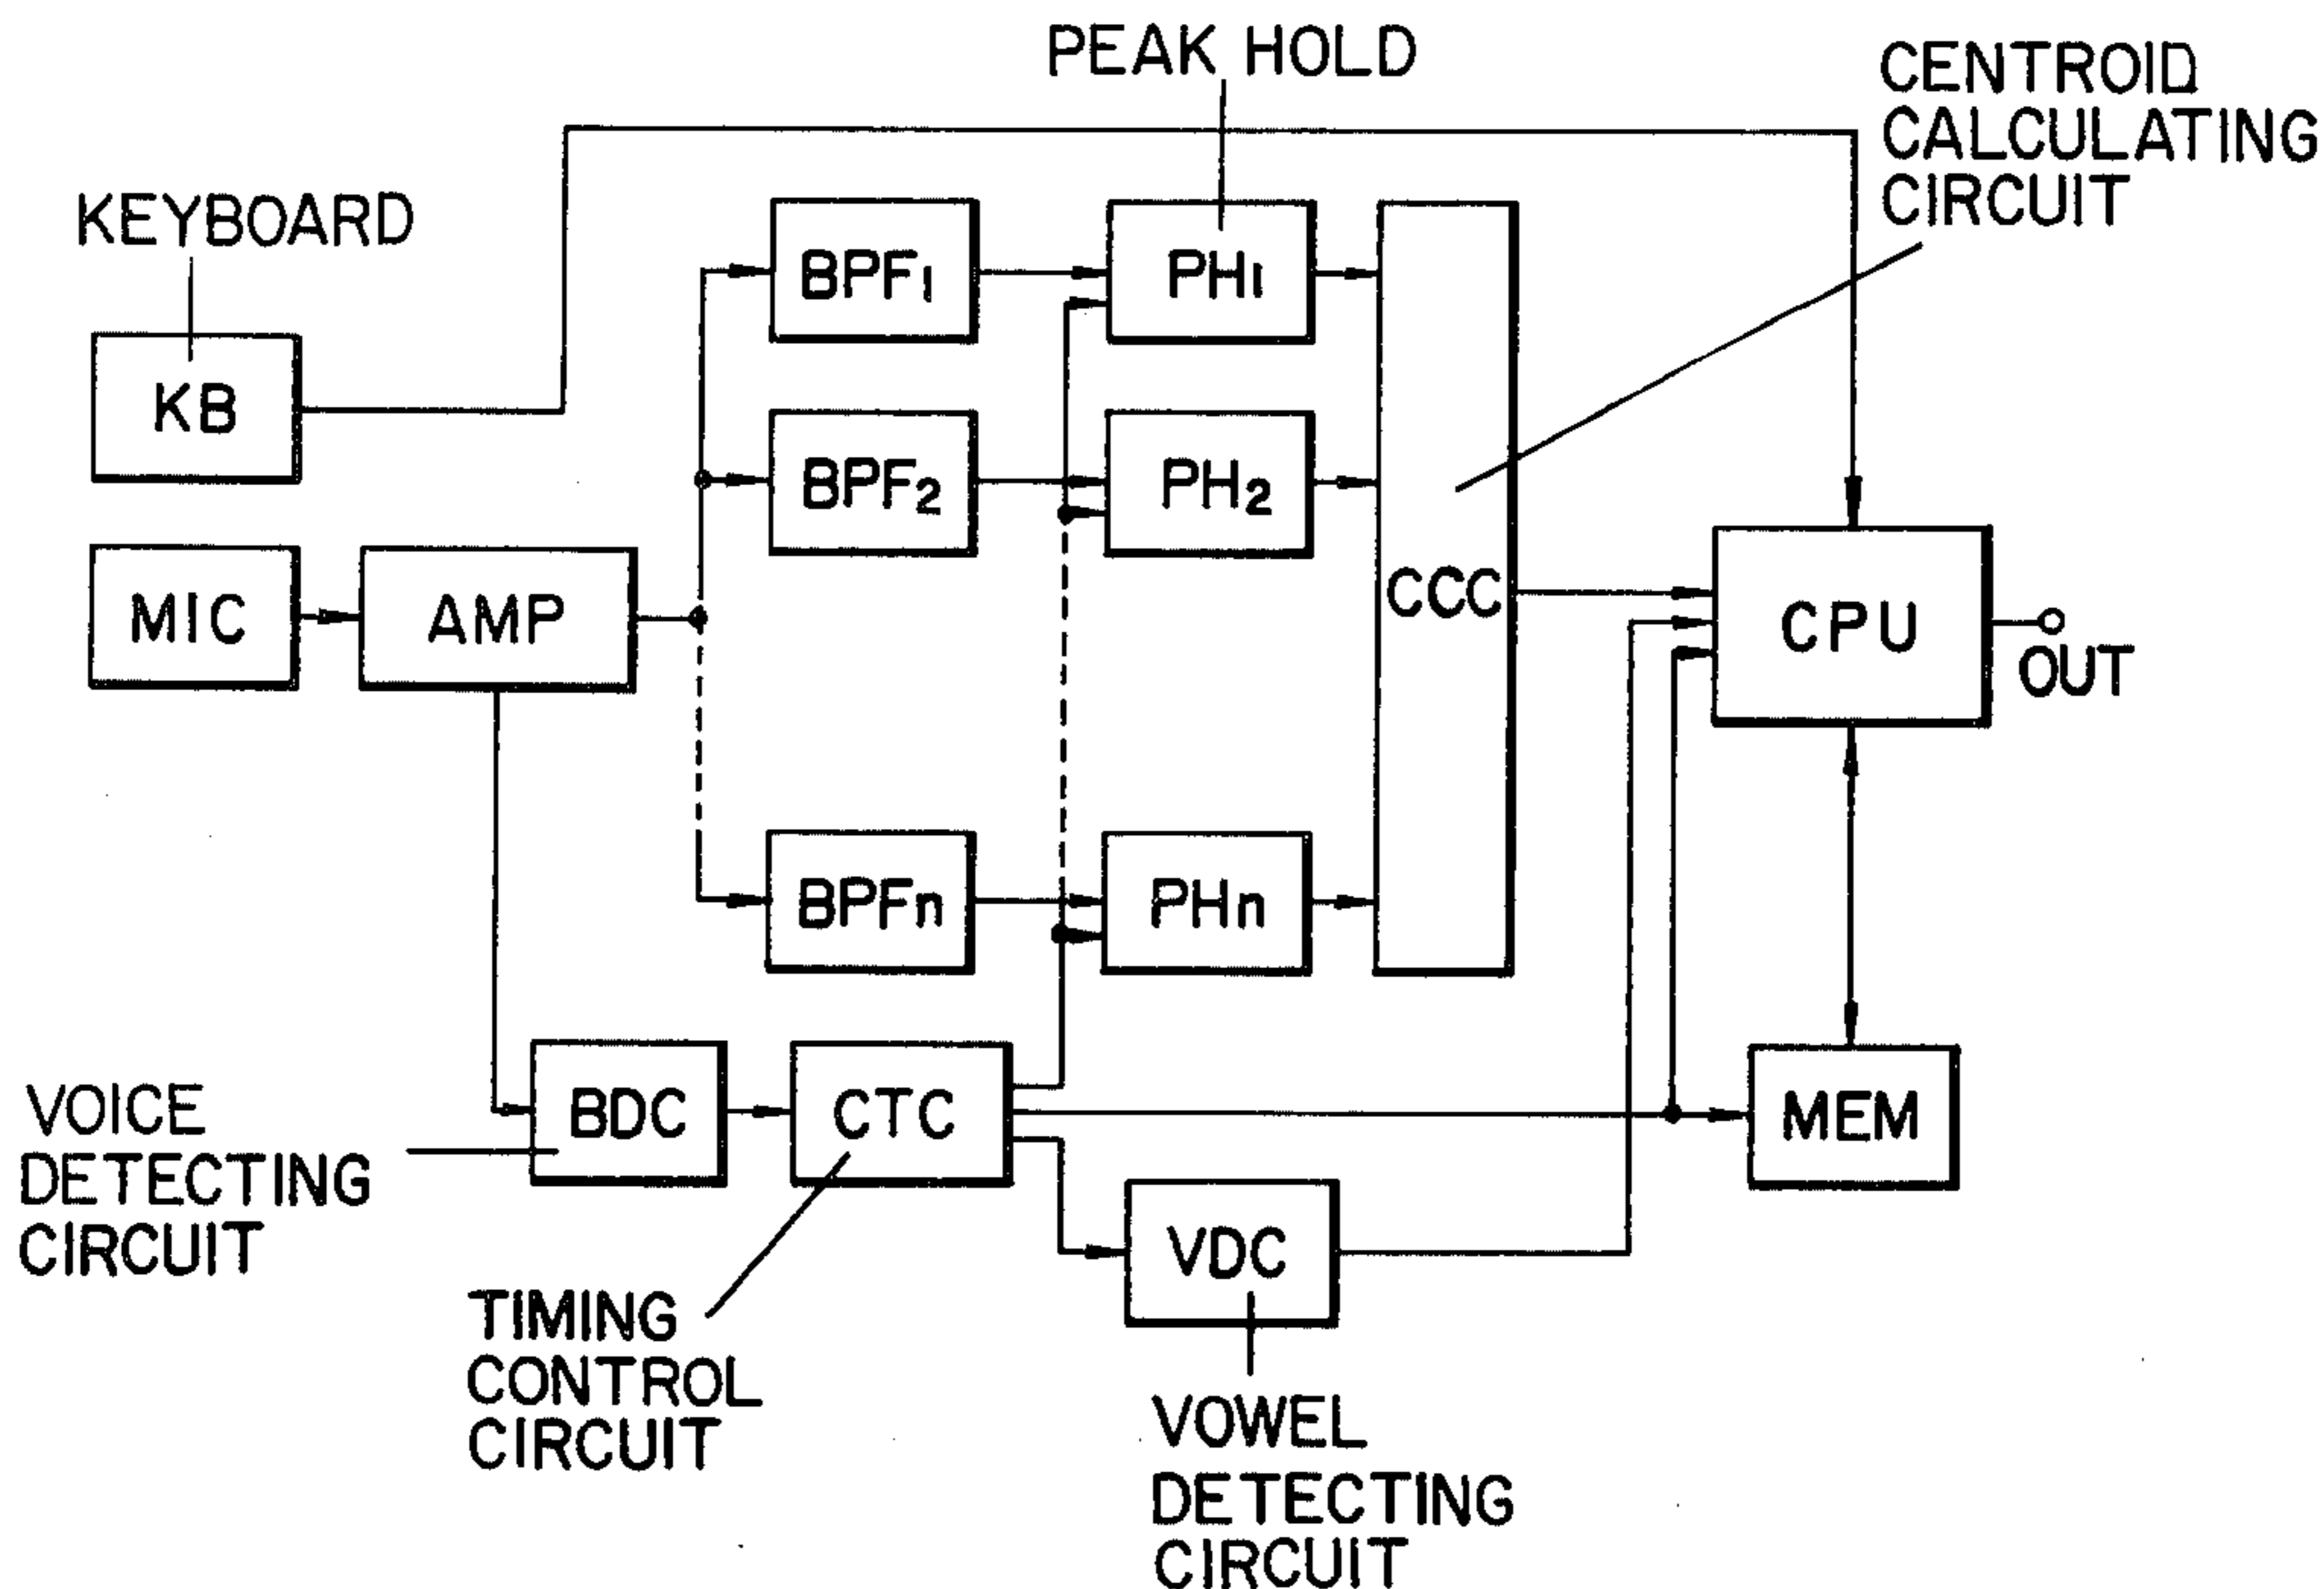 PEAK HOLD
CENTROID
CALCULATING
CIRCUIT
KEYBOARD
BPF1
PH1
KB
BPF2
PH2
MIC
AMP
CCC
CPU
OUT
BPFn
PHn
BDC
CTC
MEM
VOICE
DETECTING
CIRCUIT
VDC
TIMING
CONTROL
CIRCUIT
VOWEL
DETECTING
CIRCUIT